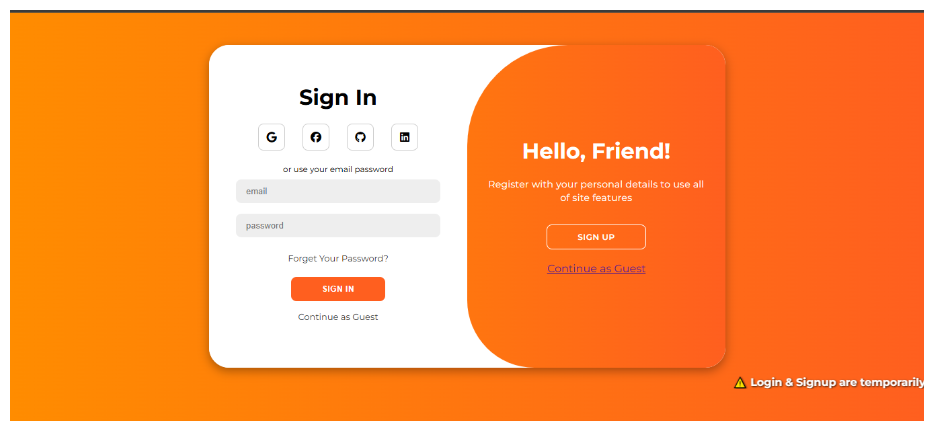 Sign In
or use your email password
email
password
Forget Your Password?
SIGN IN
Continue as Guest
Hello, Friend!
Register with your personal details to use all
of site features
SIGN UP
Continue as Guest
⚠️ Login & Signup are temporarily